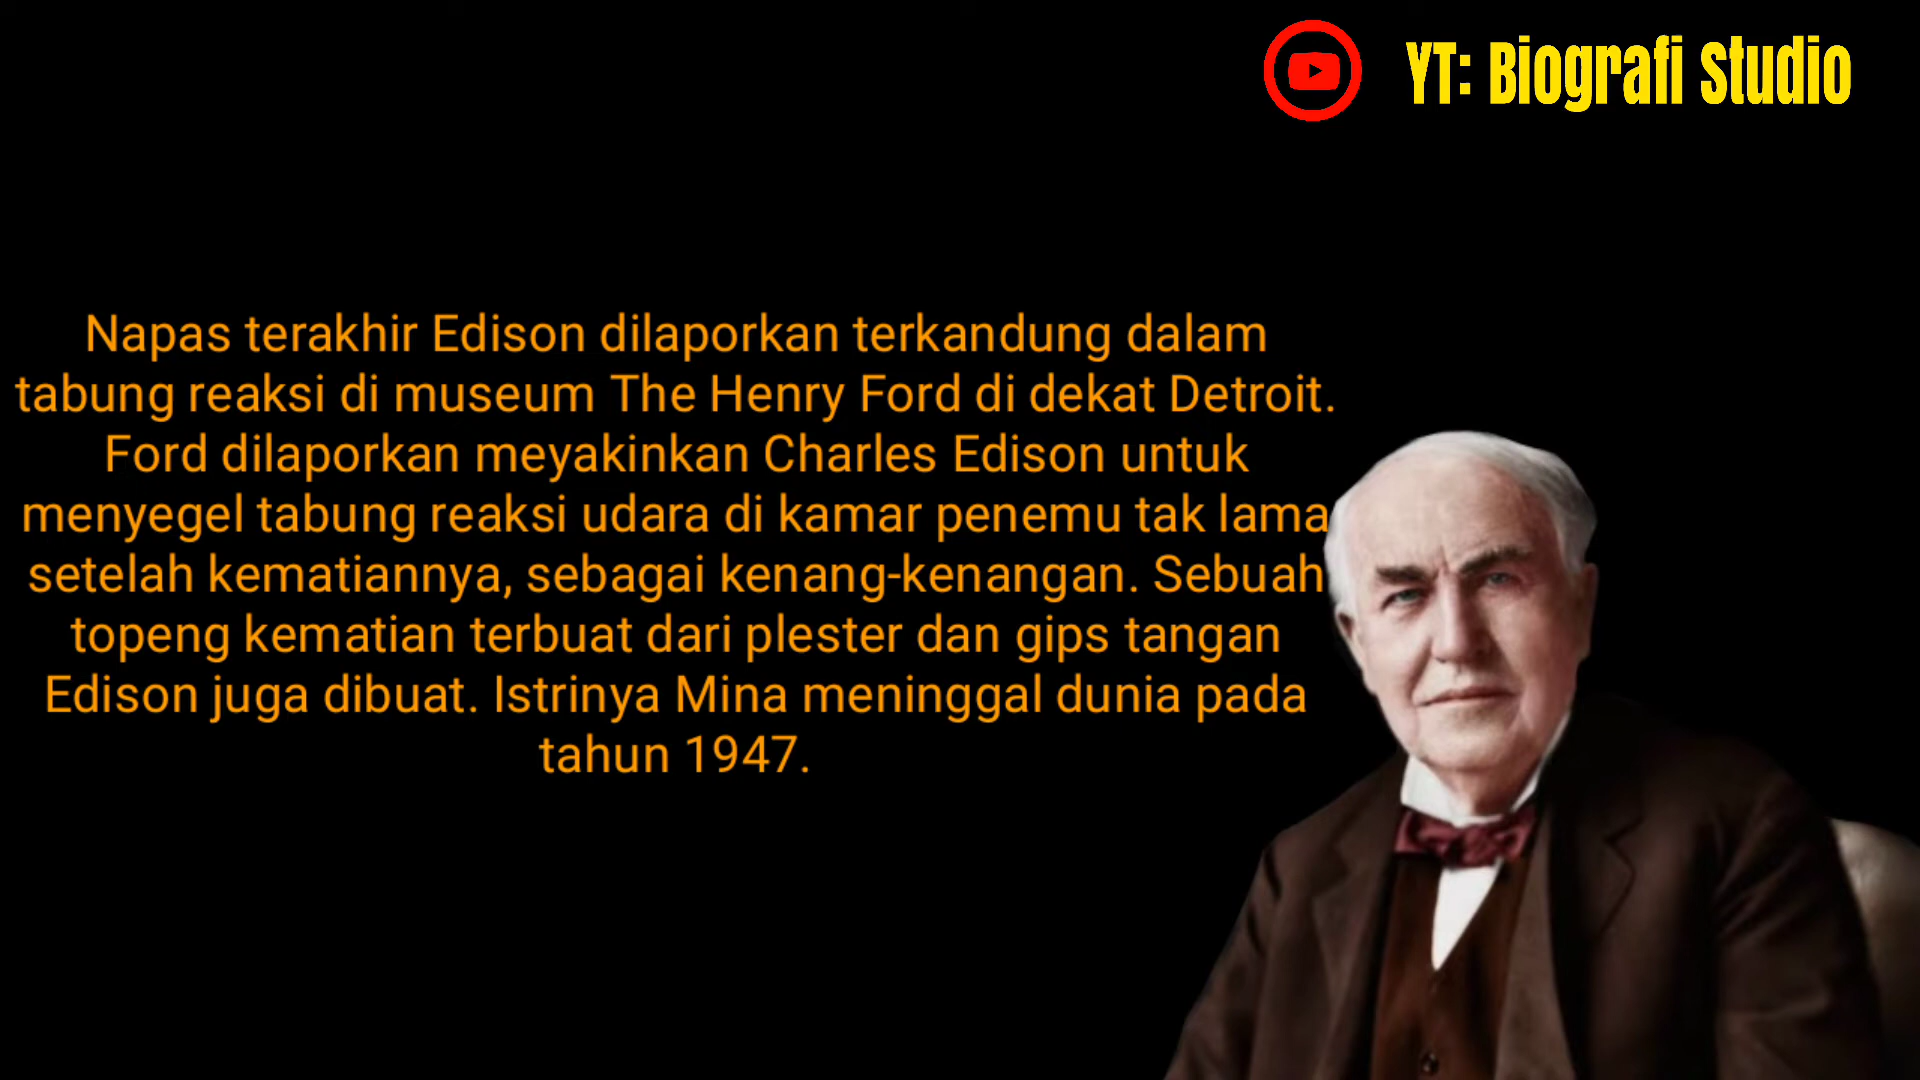 YT: Biografi Studio
Napas terakhir Edison dilaporkan terkandung dalam
tabung reaksi di museum The Henry Ford di dekat Detroit.
Ford dilaporkan meyakinkan Charles Edison untuk
menyegel tabung reaksi udara di kamar penemu tak lama
setelah kematiannya, sebagai kenang-kenangan. Sebuah
topeng kematian terbuat dari plester dan gips tangan
Edison juga dibuat. Istrinya Mina meninggal dunia pada
tahun 1947.